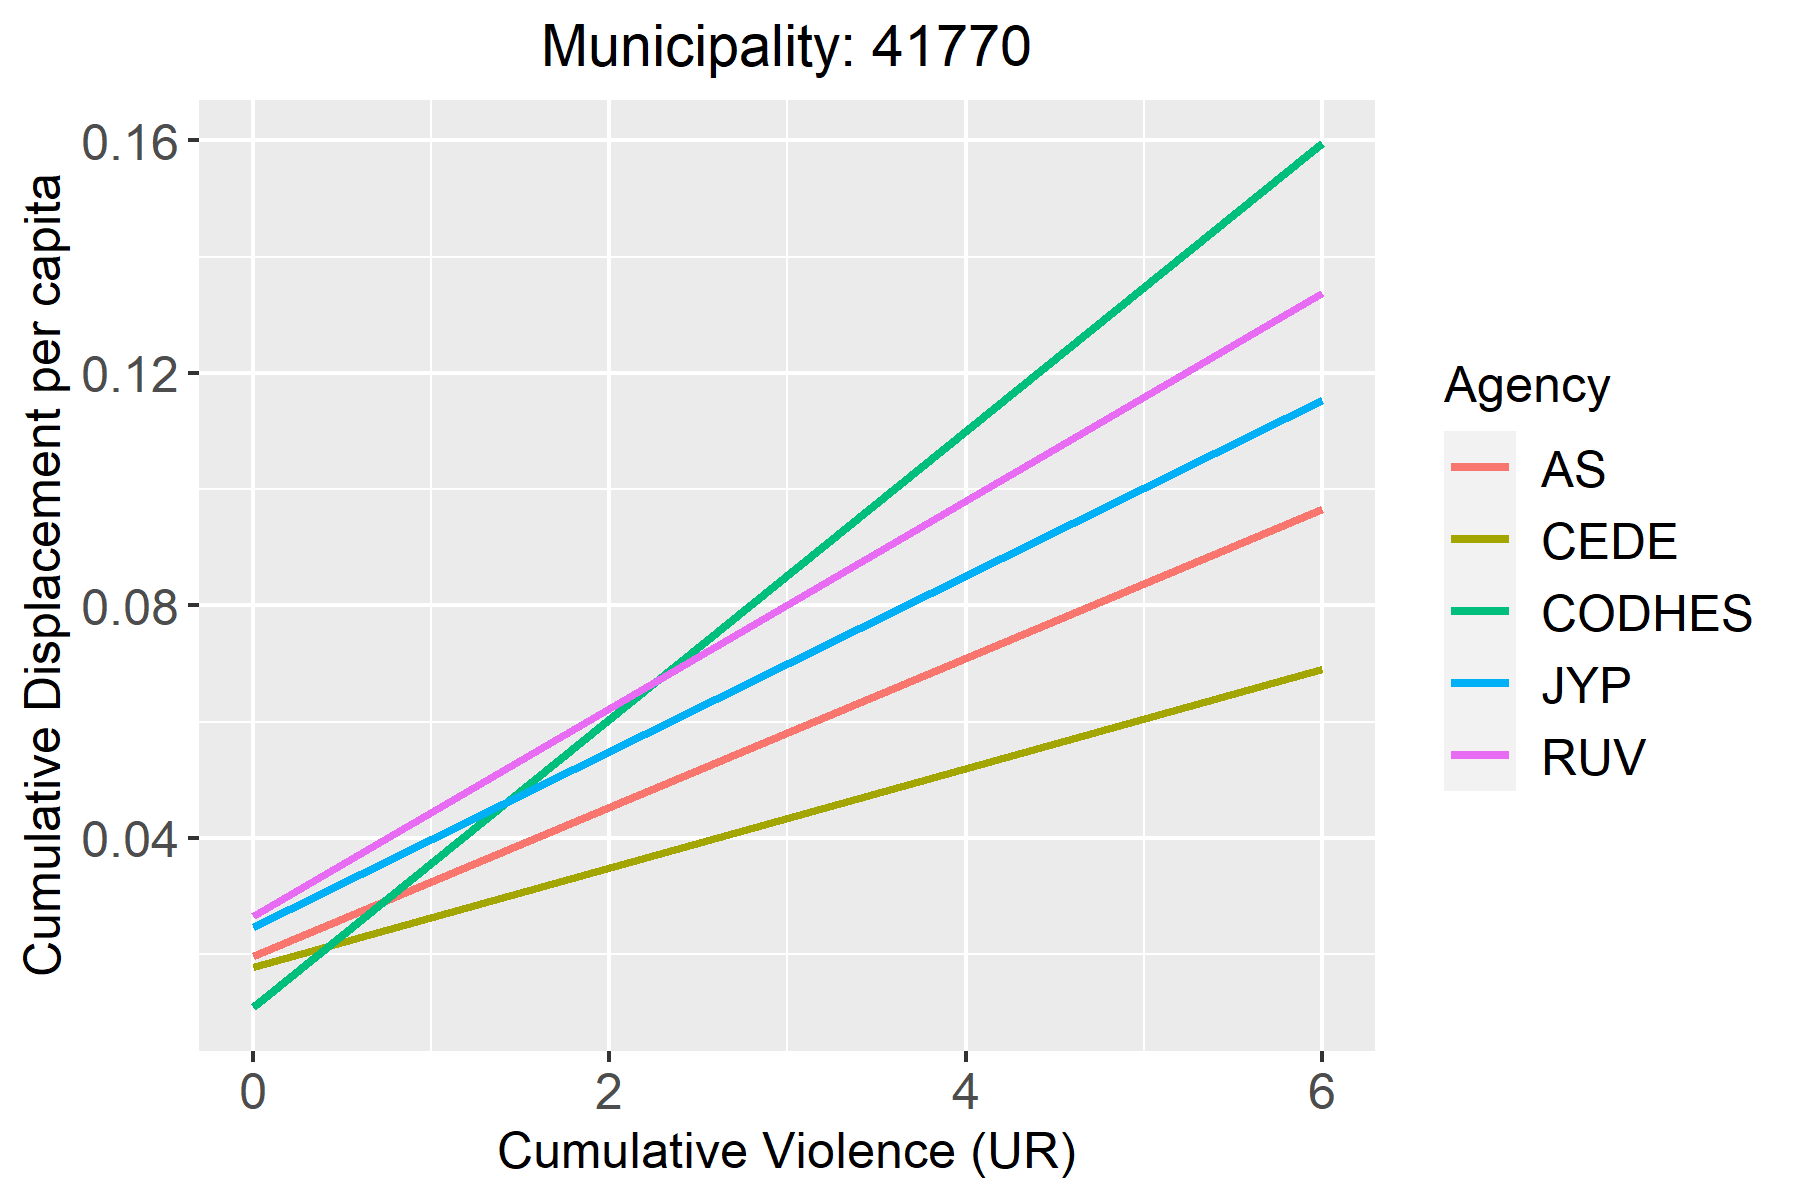 Municipality: 41770
Cumulative Displacement per capita
0.16
0.12
0.08
0.04
0
2
4
6
Cumulative Violence (UR)
Agency
AS
CEDE
CODHES
JYP
RUV